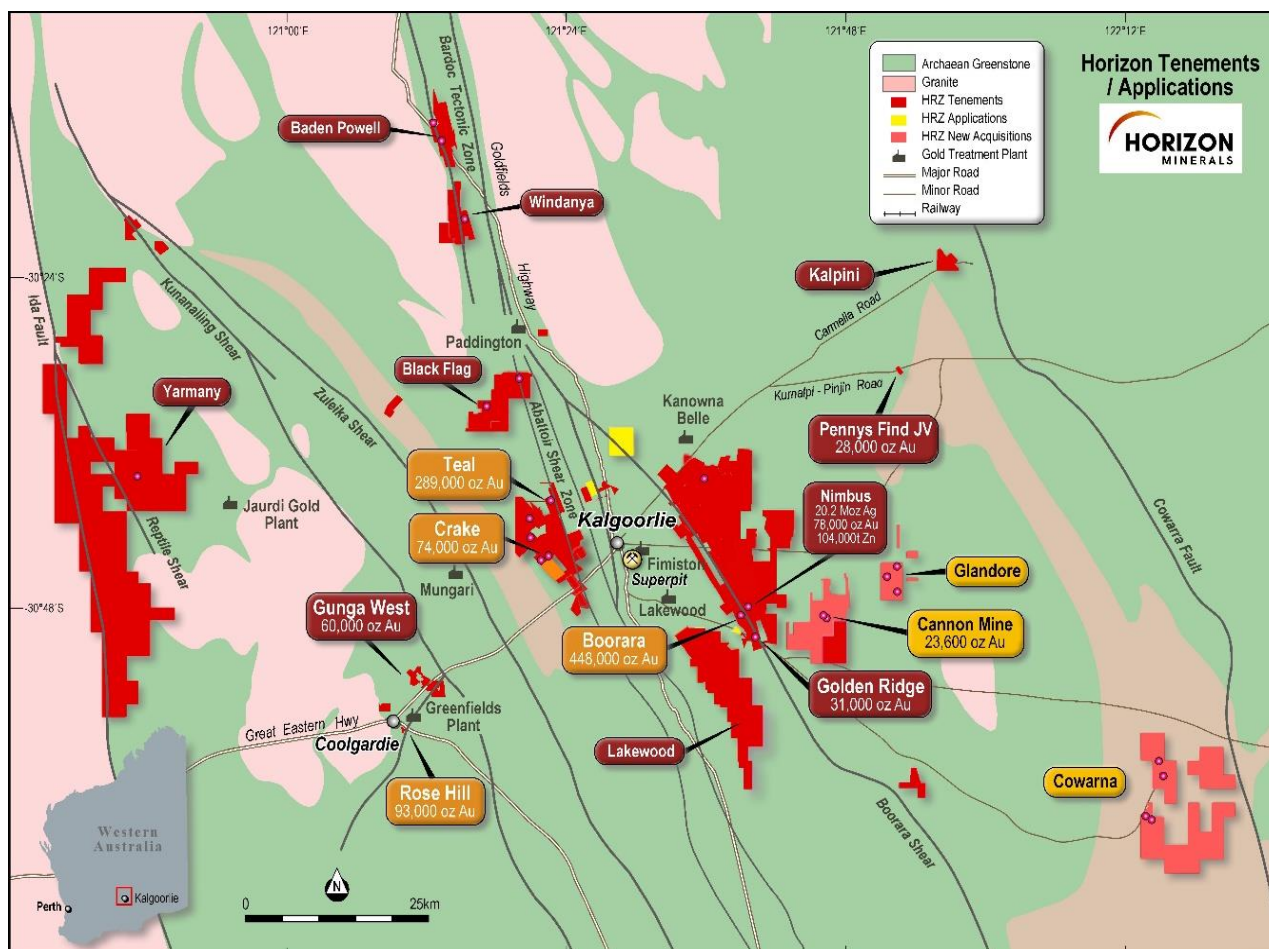 121°00'E
121°24'E
121°48'E
122°12'E
Horizon Tenements
/ Applications
HORIZON
MINERALS
Archaean Greenstone
Granite
HRZ Tenements
HRZ Applications
HRZ New Acquisitions
Gold Treatment Plant
Major Road
Minor Road
Railway
Bardoc Tectonic Zone
Goldfields
Highway
Baden Powell
Windanya
-30°24'S
Ida Fault
Kunanalling Shear
Zuleika Shear
Paddington
Kalpini
Carmelia Road
Kurnalpi - Pinjin Road
Black Flag
Yarmany
Abattoir Shear Zone
Kanowna
Belle
Pennys Find JV
28,000 oz Au
Teal
289,000 oz Au
Nimbus
20.2 Moz Ag
78,000 oz Au
104,000t Zn
Cowarra Fault
Jaurdi Gold
Plant
Reptile Shear
Crake
74,000 oz Au
Kalgoorlie
Fimiston
Superpit
Mungari
Lakewood
Glandore
-30°48'S
Gunga West
60,000 oz Au
Boorara
448,000 oz Au
Cannon Mine
23,600 oz Au
Golden Ridge
31,000 oz Au
Greenfields
Plant
Great Eastern Hwy
Coolgardie
Lakewood
Rose Hill
93,000 oz Au
Boorara Shear
Cowarna
Western
Australia
Perth
Kalgoorlie
N
0
25km